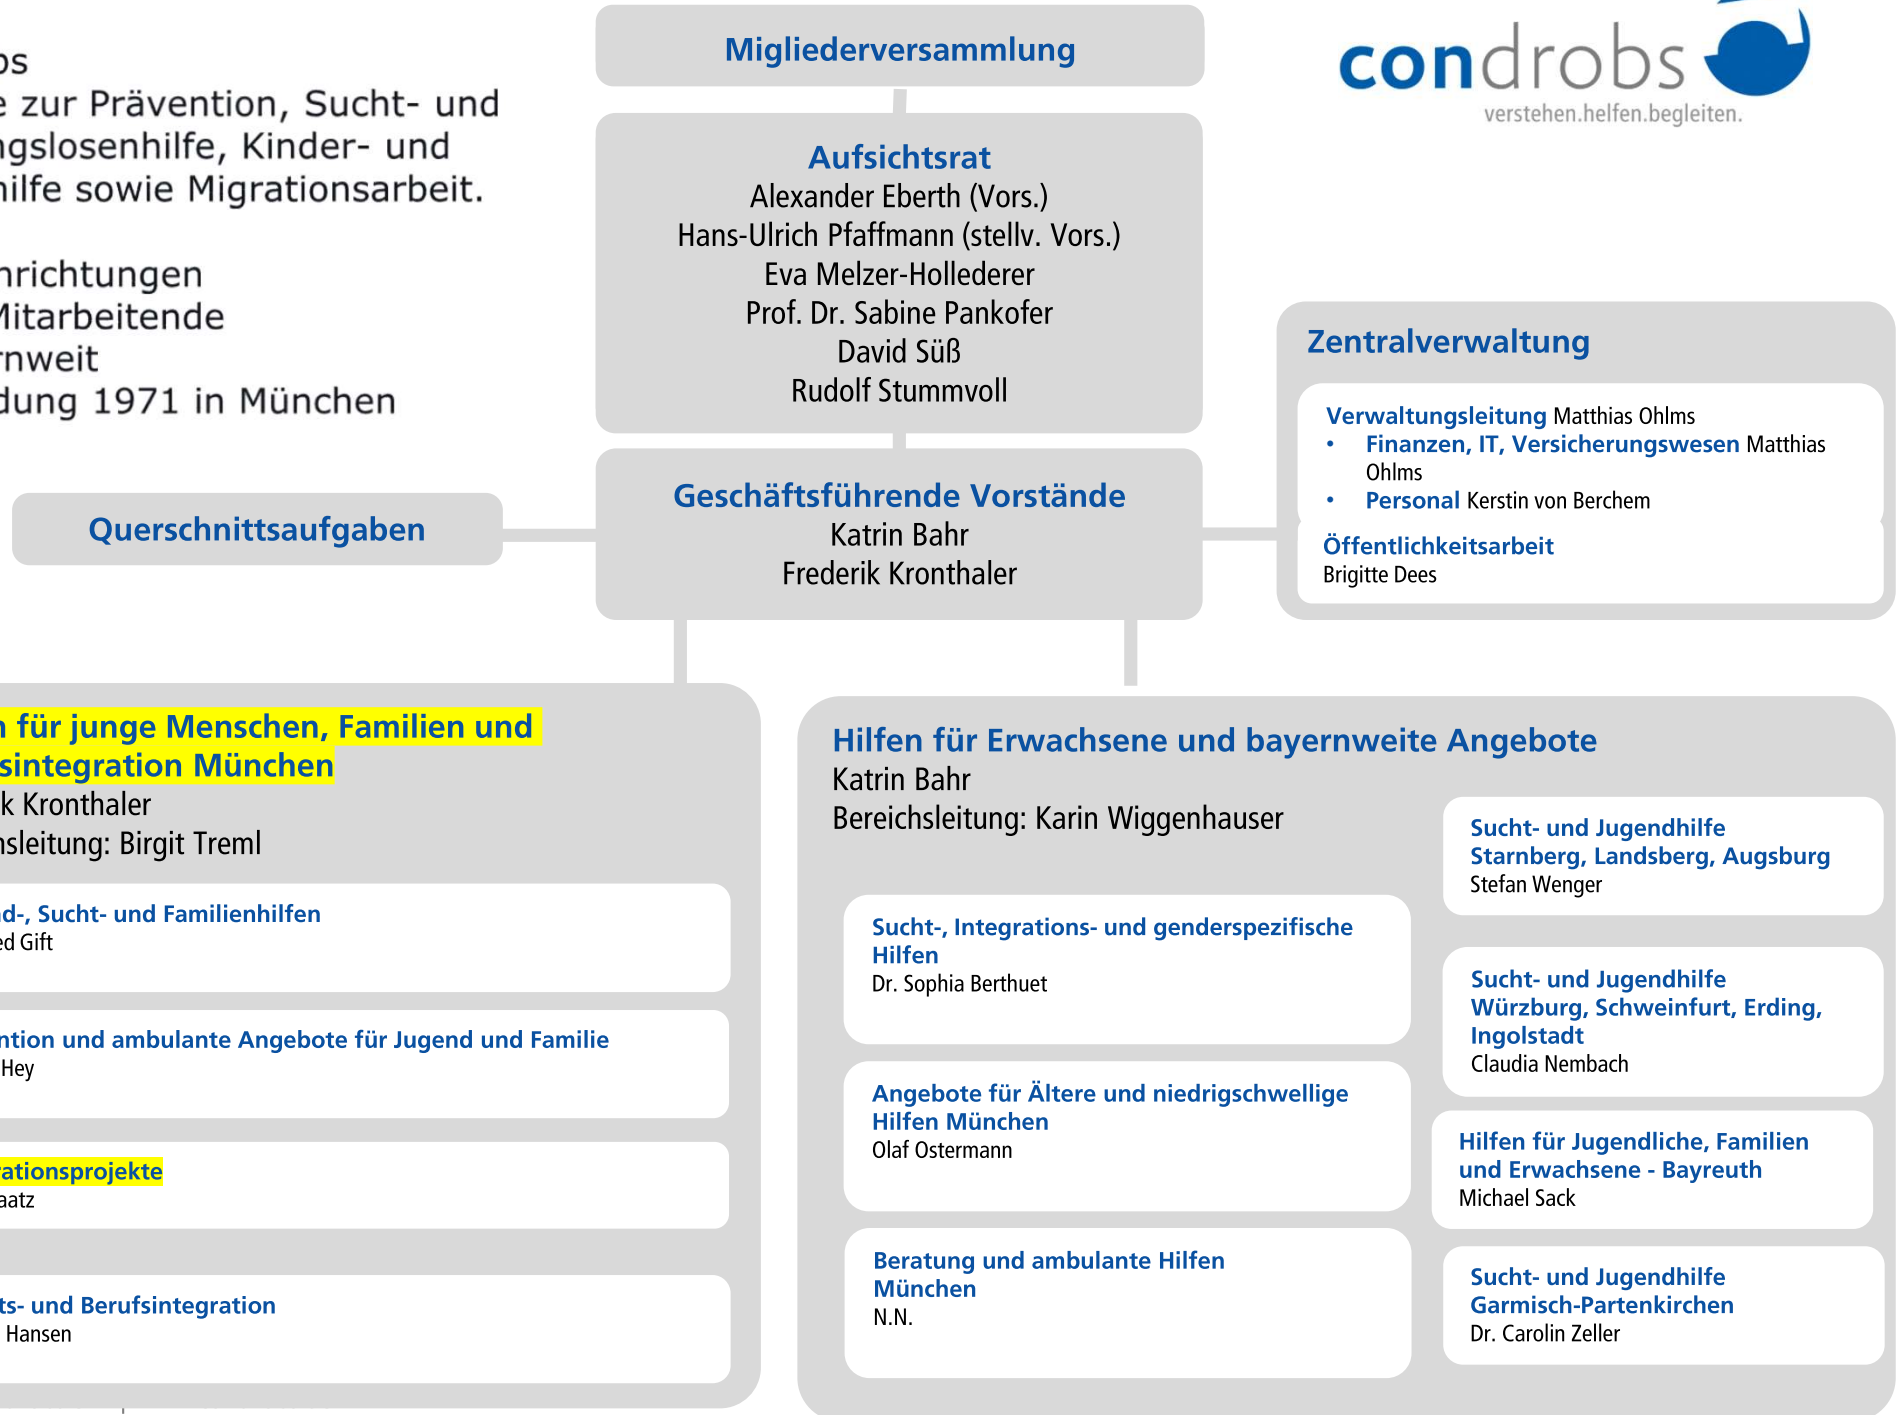 Migliederversammlung
condrobs
verstehen.helfen.begleiten.
bs
e zur Prävention, Sucht- und
ngslosenhilfe, Kinder- und
hilfe sowie Migrationsarbeit.
nrichtungen
Mitarbeitende
rnweit
dung 1971 in München
Aufsichtsrat
Alexander Eberth (Vors.)
Hans-Ulrich Pfaffmann (stellv. Vors.)
Eva Melzer-Hollederer
Prof. Dr. Sabine Pankofer
David Süß
Rudolf Stummvoll
Querschnittsaufgaben
Geschäftsführende Vorstände
Katrin Bahr
Frederik Kronthaler
Zentralverwaltung
Verwaltungsleitung Matthias Ohlms
• Finanzen, IT, Versicherungswesen Matthias
Ohlms
• Personal Kerstin von Berchem
Öffentlichkeitsarbeit
Brigitte Dees
n für junge Menschen, Familien und
sintegration München
k Kronthaler
nsleitung: Birgit Treml
nd-, Sucht- und Familienhilfen
ed Gift
ntion und ambulante Angebote für Jugend und Familie
Hey
rationsprojekte
aatz
ts- und Berufsintegration
Hansen
Hilfen für Erwachsene und bayernweite Angebote
Katrin Bahr
Bereichsleitung: Karin Wiggenhauser
Sucht-, Integrations- und genderspezifische
Hilfen
Dr. Sophia Berthuet
Angebote für Ältere und niedrigschwellige
Hilfen München
Olaf Ostermann
Beratung und ambulante Hilfen
München
N.N.
Sucht- und Jugendhilfe
Starnberg, Landsberg, Augsburg
Stefan Wenger
Sucht- und Jugendhilfe
Würzburg, Schweinfurt, Erding,
Ingolstadt
Claudia Nembach
Hilfen für Jugendliche, Familien
und Erwachsene - Bayreuth
Michael Sack
Sucht- und Jugendhilfe
Garmisch-Partenkirchen
Dr. Carolin Zeller